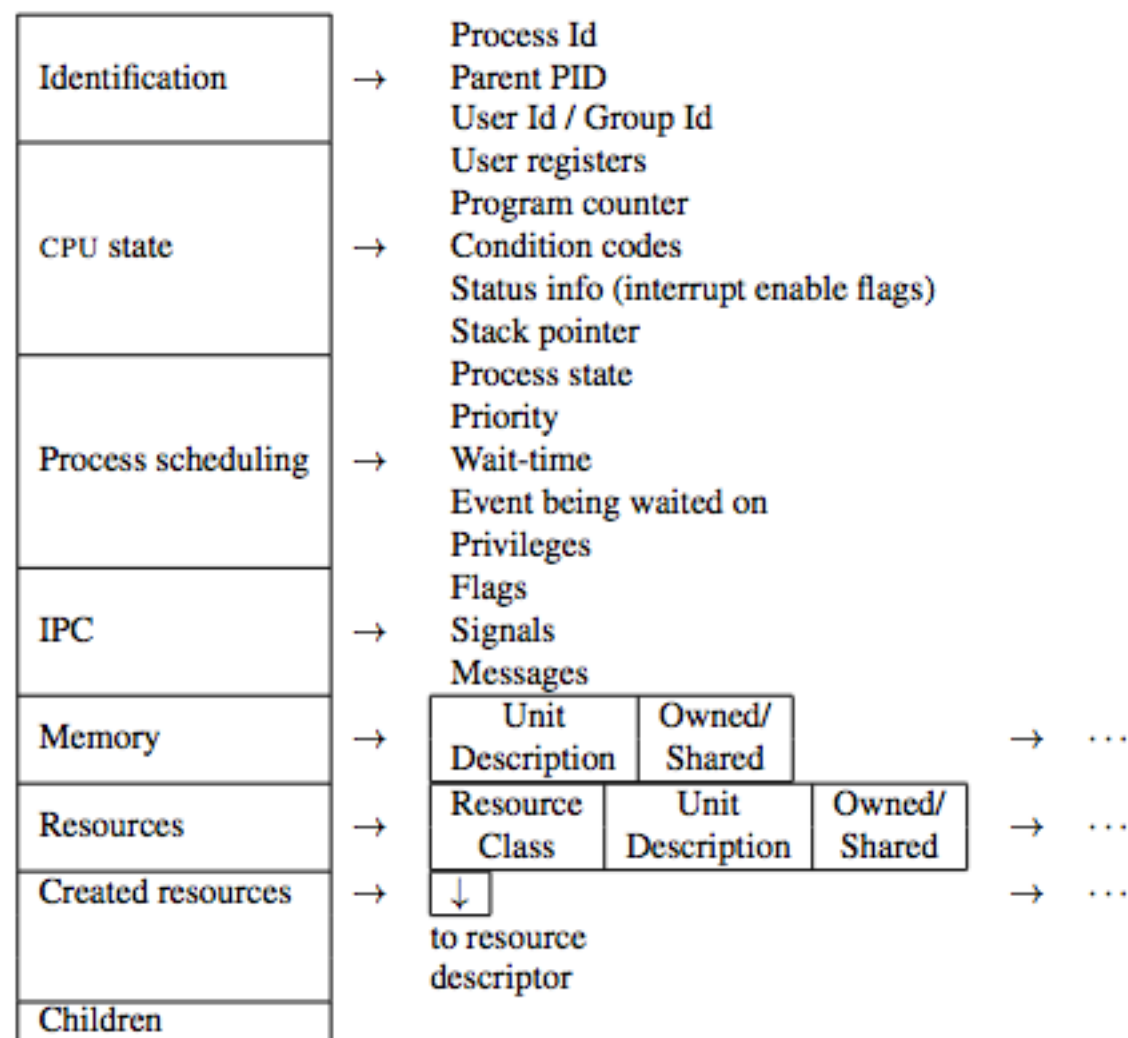 Process Id
Identification → Parent PID
User Id / Group Id
User registers
Program counter
CPU state → Condition codes
Status info (interrupt enable flags)
Stack pointer
Process state
Priority
Process scheduling → Wait-time
Event being waited on
Privileges
Flags
IPC → Signals
Messages
Memory → Unit Description Owned/ Shared → ···
Resources → Resource Class Unit Description Owned/ Shared → ···
Created resources → ↓ → ···
to resource
descriptor
Children